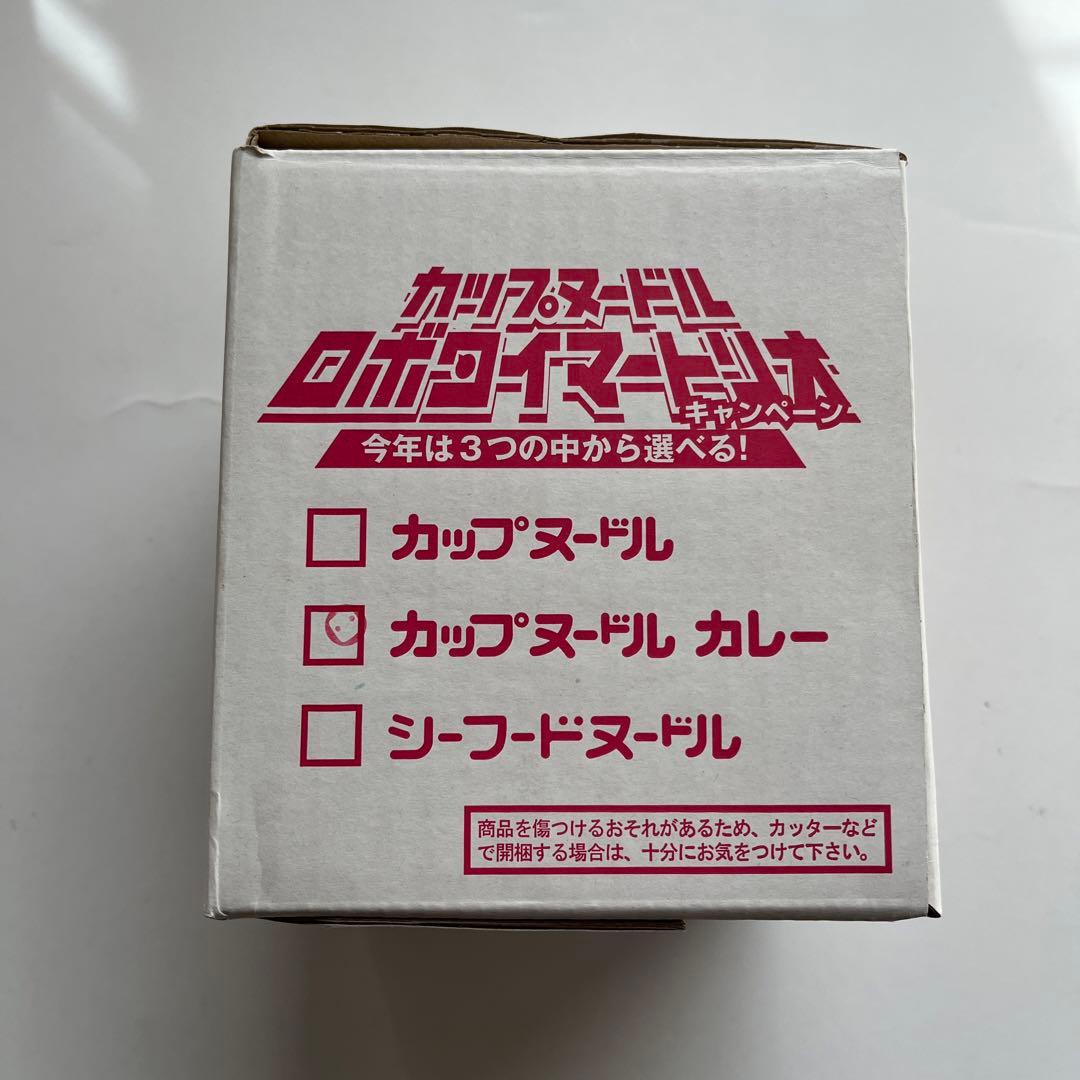 カップヌードル
ロボタイマートリオ
キャンペーン
今年は3つの中から選べる!
カップヌードル
カップヌードル カレー
シーフードヌードル
商品を傷つけるおそれがあるため、カッターなど
で開梱する場合は、十分にお気をつけて下さい。